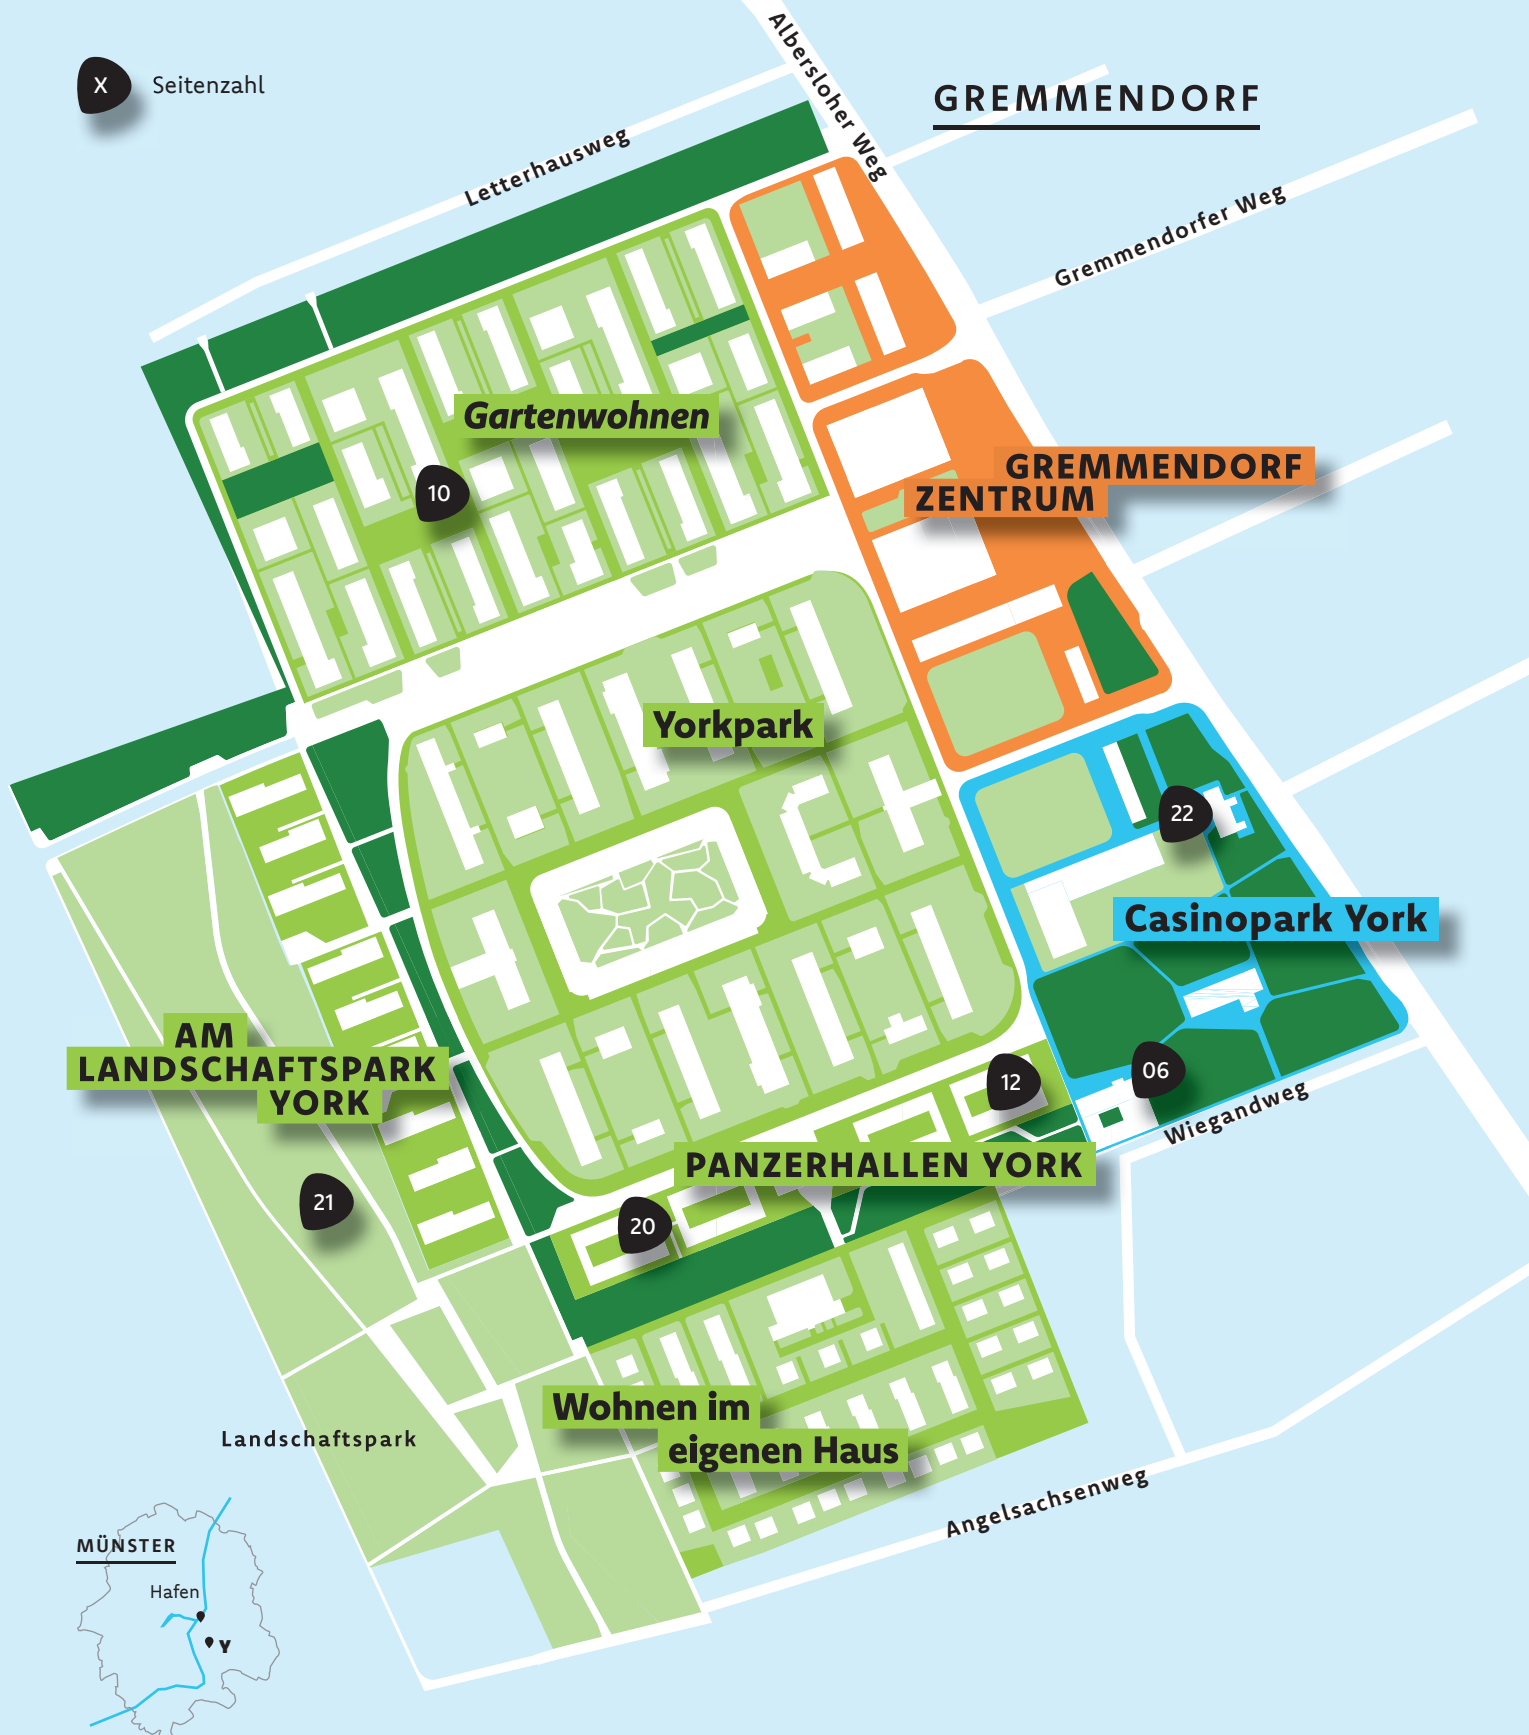 X Seitenzahl
Albersloher Weg
GREMMENDORF
Letterhausweg
Gremmendorfer Weg
Gartenwohnen
GREMMENDORF
ZENTRUM
10
Yorkpark
22
Casinopark York
AM
LANDSCHAFTSPARK
YORK
12
06
Wiegandweg
PANZERHALLEN YORK
21
20
Wohnen im
eigenen Haus
Landschaftspark
Angelsachsenweg
MÜNSTER
Hafen
Y